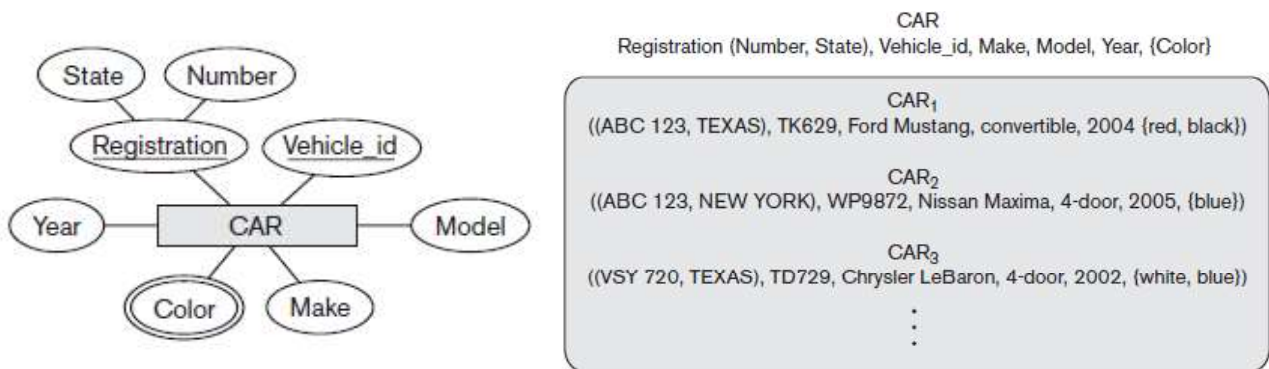 State
Number
Registration
Vehicle_id
Year
CAR
Model
Color
Make
CAR
Registration (Number, State), Vehicle_id, Make, Model, Year, {Color}
CAR₁
((ABC 123, TEXAS), TK629, Ford Mustang, convertible, 2004 {red, black})
CAR₂
((ABC 123, NEW YORK), WP9872, Nissan Maxima, 4-door, 2005, {blue})
CAR₃
((VSY 720, TEXAS), TD729, Chrysler LeBaron, 4-door, 2002, {white, blue})